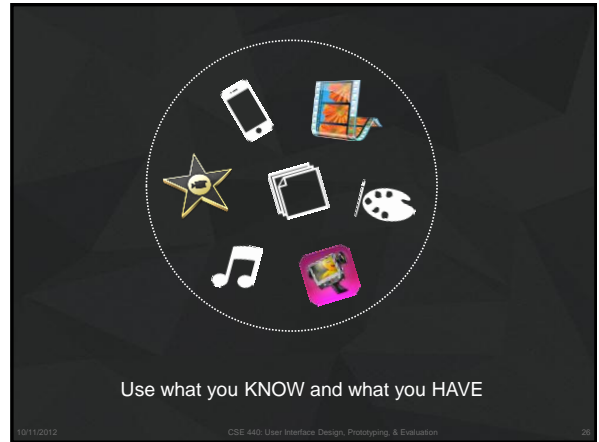 Use what you KNOW and what you HAVE
10/11/2012 CSE 440: User Interface Design, Prototyping, & Evaluation 26